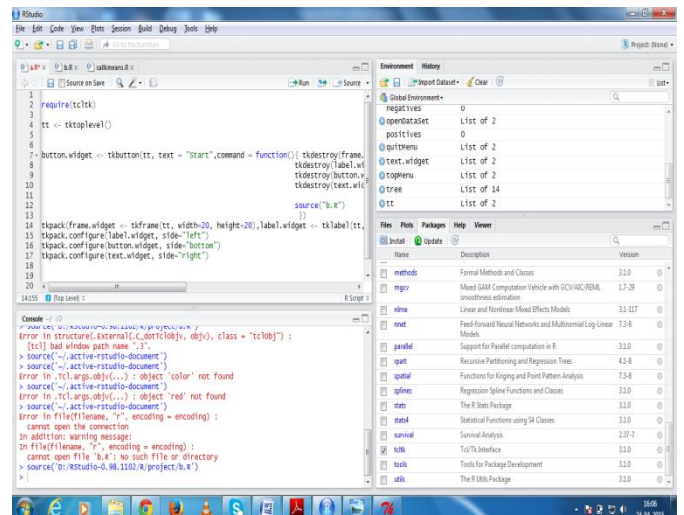 RStudio
File Edit Code View Plots Session Build Debug Tools Help
Go to file/function
Project: (None)
a.R* b.R callkmeans.R
Source on Save
Run Source
1
2 require(tcltk)
3
4 tt <- tktoplevel()
5
6
7 button.widget <- tkbutton(tt, text = "Start",command = function(){ tkdestroy(frame.
8 tkdestroy(label.wi
9 tkdestroy(button.w
10 tkdestroy(text.wid
11
12 source("b.R")
13 })
14 tkpack(frame.widget <- tkframe(tt, width=20, height=20),label.widget <- tklabel(tt,
15 tkpack.configure(label.widget, side="left")
16 tkpack.configure(button.widget, side="bottom")
17 tkpack.configure(text.widget, side="right")
18
19
20
14:155 (Top Level) R Script
Console ~/
> source('D:/RStudio-0.98.1102/R/project/b.R')
Error in structure(.External(.C_dotTclObjv, objv), class = "tclObj") :
[tcl] bad window path name ".3".
> source('~/.active-rstudio-document')
Error in .Tcl.args.objv(...) : object 'color' not found
> source('~/.active-rstudio-document')
Error in .Tcl.args.objv(...) : object 'red' not found
> source('~/.active-rstudio-document')
Error in file(filename, "r", encoding = encoding) :
cannot open the connection
In addition: Warning message:
In file(filename, "r", encoding = encoding) :
cannot open file 'b.R': No such file or directory
> source('D:/RStudio-0.98.1102/R/project/b.R')
>
Environment History
Import Dataset Clear List
Global Environment
negatives 0
openDataSet List of 2
positives 0
quitMenu List of 2
text.widget List of 2
topMenu List of 2
tree List of 14
tt List of 2
Files Plots Packages Help Viewer
Install Update
Name Description Version
methods Formal Methods and Classes 3.1.0
mgcv Mixed GAM Computation Vehicle with GCV/AIC/REML smoothness estimation 1.7-29
nlme Linear and Nonlinear Mixed Effects Models 3.1-117
nnet Feed-forward Neural Networks and Multinomial Log-Linear Models 7.3-8
parallel Support for Parallel computation in R 3.1.0
rpart Recursive Partitioning and Regression Trees 4.1-8
spatial Functions for Kriging and Point Pattern Analysis 7.3-8
splines Regression Spline Functions and Classes 3.1.0
stats The R Stats Package 3.1.0
stats4 Statistical Functions using S4 Classes 3.1.0
survival Survival Analysis 2.37-7
tcltk Tcl/Tk Interface 3.1.0
tools Tools for Package Development 3.1.0
utils The R Utils Package 3.1.0
16:06
24-04-2015